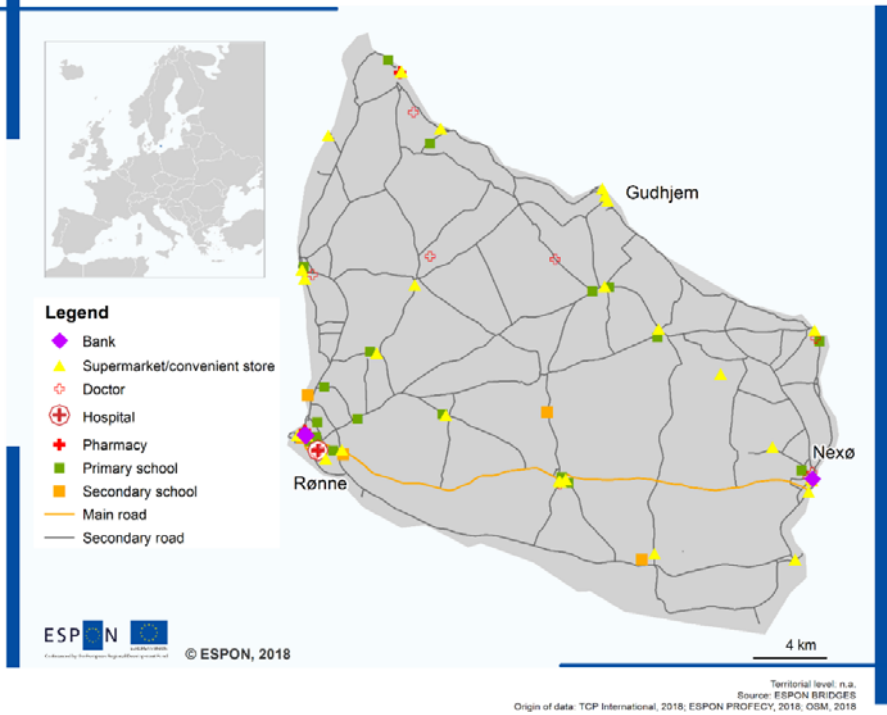 Gudhjem
Legend
Bank
Supermarket/convenient store
Doctor
Hospital
Pharmacy
Primary school
Secondary school
Main road
Secondary road
Nexø
Rønne
ESPON
© ESPON, 2018
4 km
Territorial level: n.a.
Source: ESPON BRIDGES
Origin of data: TCP International, 2018; ESPON PROFECY, 2018; OSM, 2018